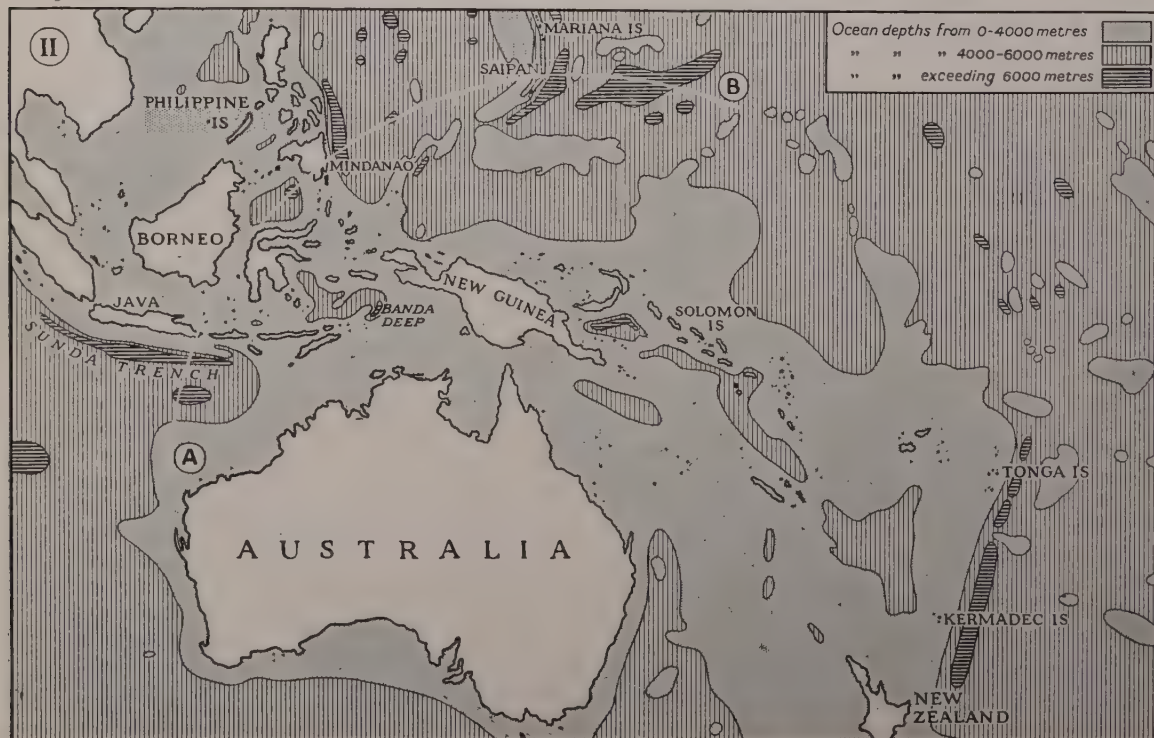 II
MARIANA IS
SAIPAN
B
Ocean depths from 0-4000 metres
" " " 4000-6000 metres
" " exceeding 6000 metres
PHILIPPINE
IS
MINDANAO
BORNEO
JAVA
SUNDA TRENCH
BANDA
DEEP
NEW GUINEA
SOLOMON
IS
A
AUSTRALIA
TONGA IS
KERMADEC IS
NEW
ZEALAND